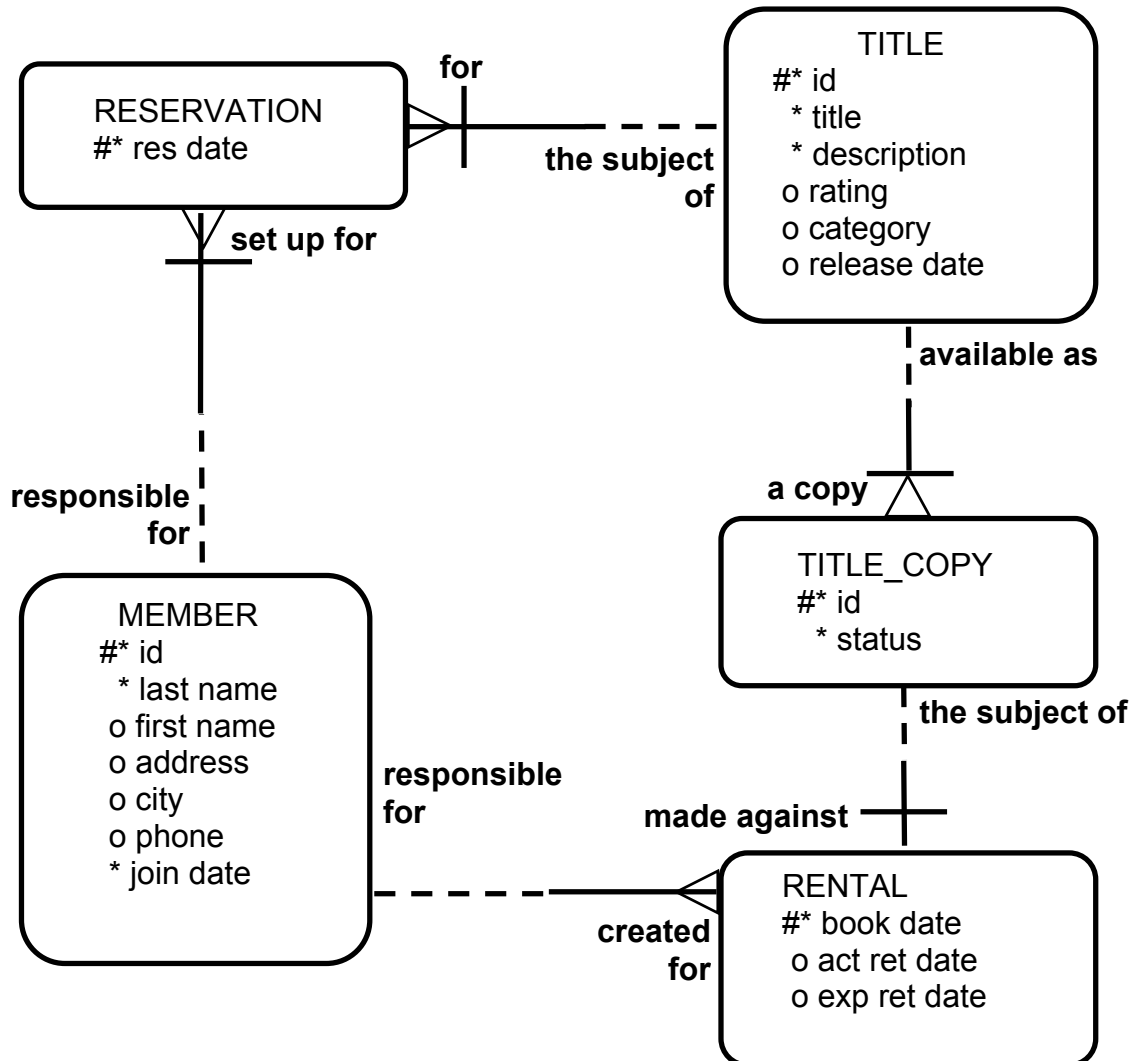 RESERVATION
#* res date
for
the subject
of
TITLE
#* id
* title
* description
o rating
o category
o release date
set up for
available as
responsible
for
a copy
TITLE_COPY
#* id
* status
MEMBER
#* id
* last name
o first name
o address
o city
o phone
* join date
responsible
for
the subject of
made against
created
for
RENTAL
#* book date
o act ret date
o exp ret date